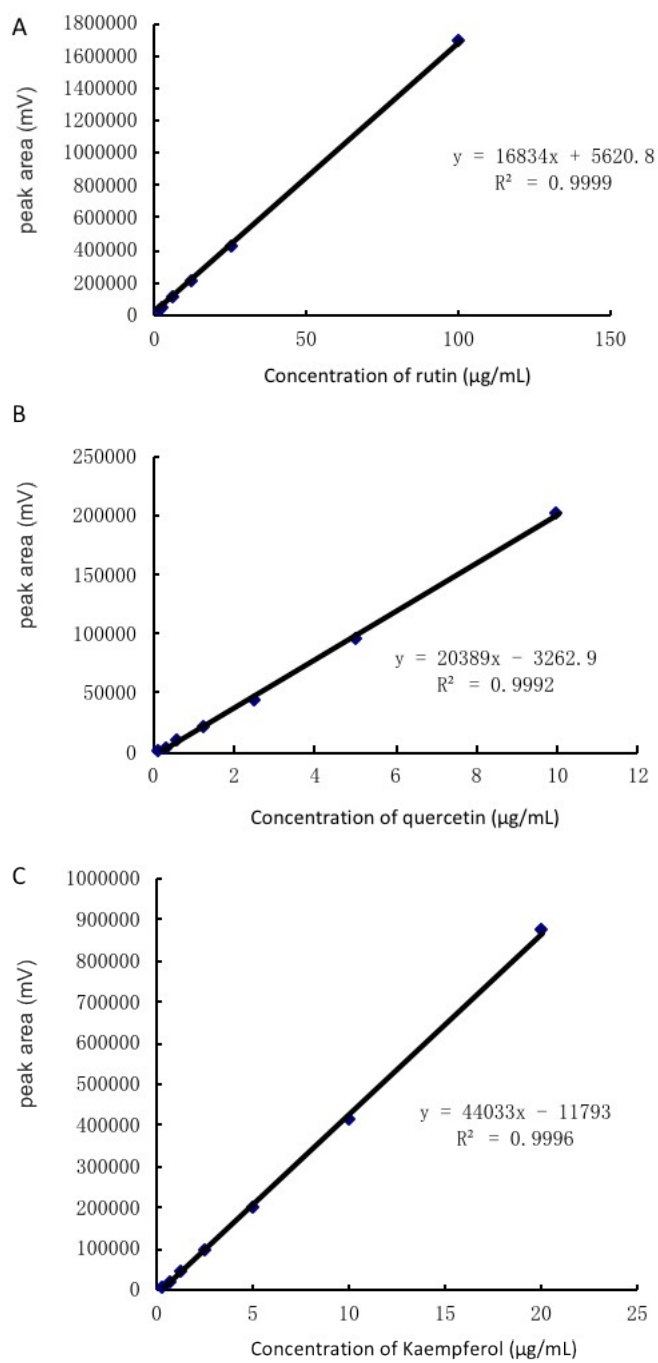 A
peak area (mV)
1800000
1600000
1400000
1200000
1000000
800000
600000
400000
200000
0
y = 16834x + 5620.8
R² = 0.9999
0 50 100 150
Concentration of rutin (μg/mL)
B
peak area (mV)
250000
200000
150000
100000
50000
0
y = 20389x - 3262.9
R² = 0.9992
0 2 4 6 8 10 12
Concentration of quercetin (μg/mL)
C
peak area (mV)
1000000
900000
800000
700000
600000
500000
400000
300000
200000
100000
0
y = 44033x - 11793
R² = 0.9996
0 5 10 15 20 25
Concentration of Kaempferol (μg/mL)